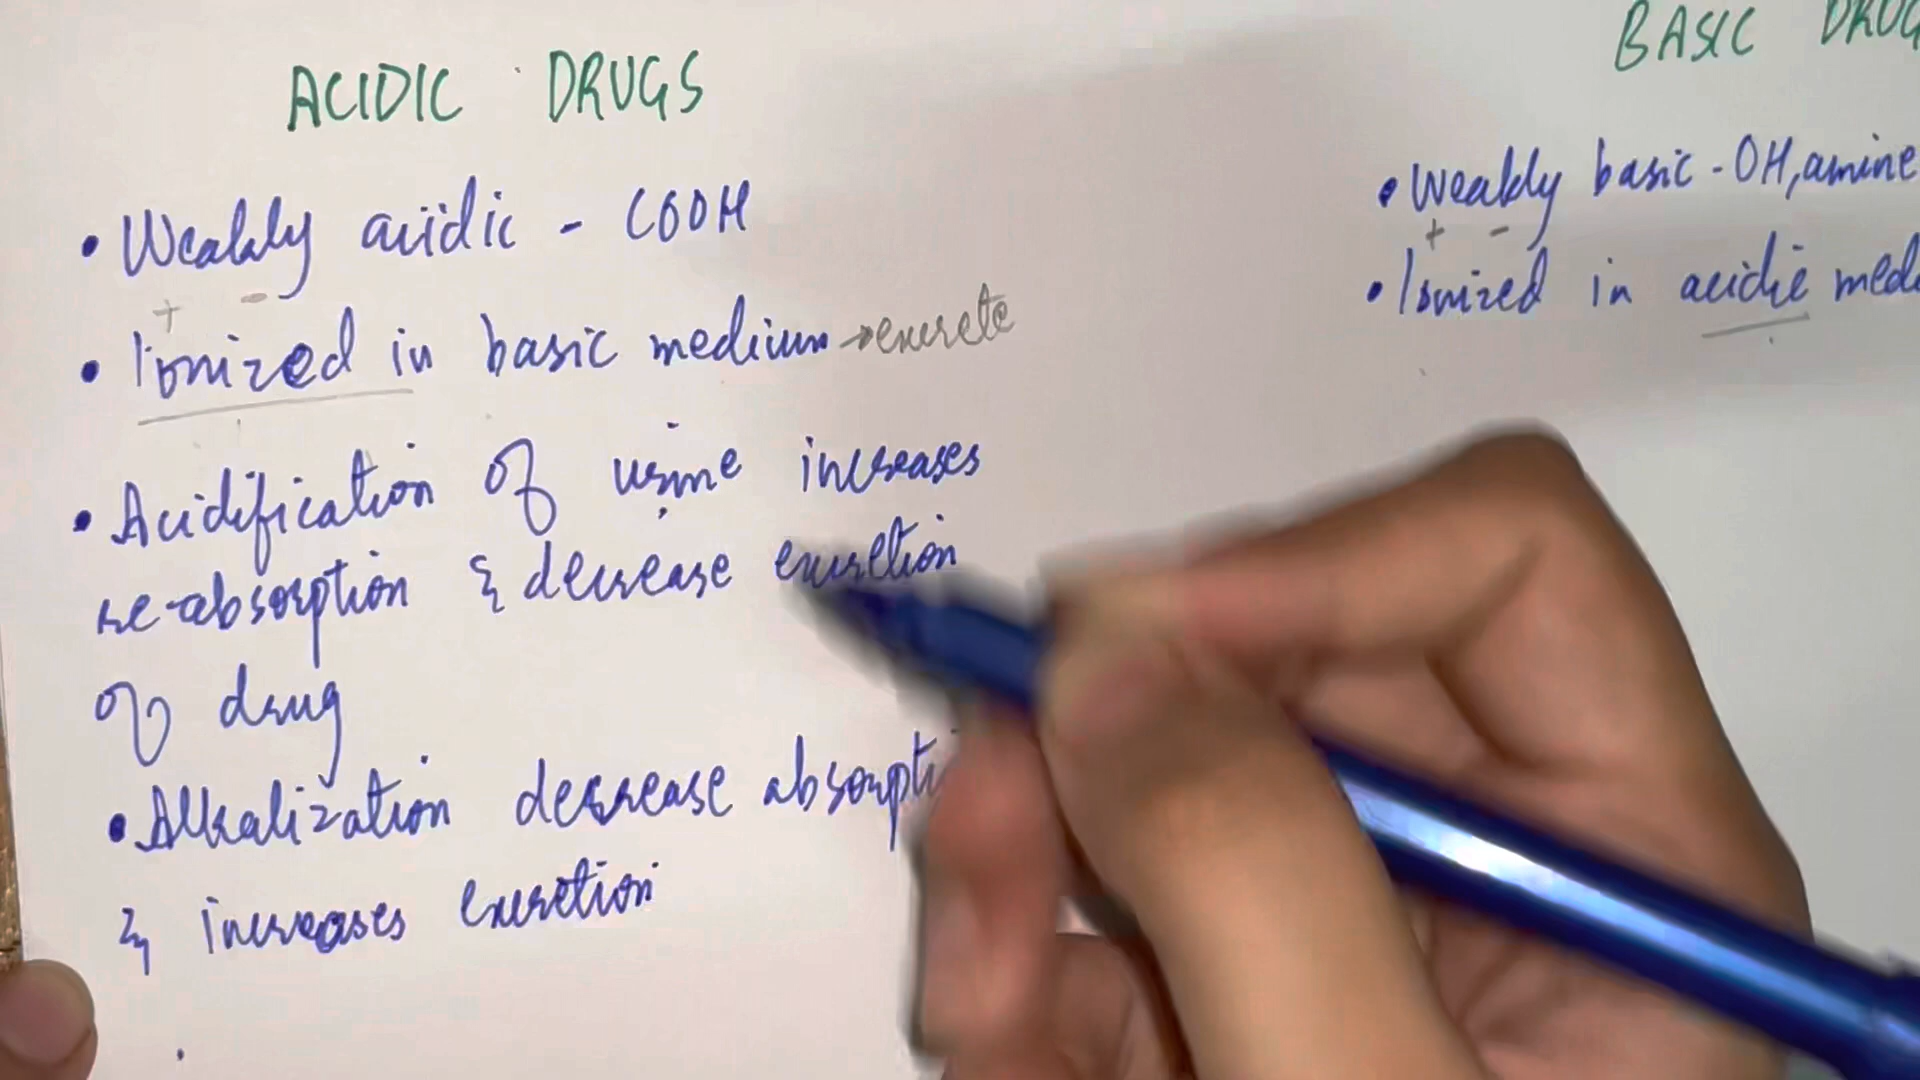 ACIDIC DRUGS
• Weakly acidic - COOH
+ -
• Ionized in basic medium → excrete
• Acidification of urine increases
re-absorption & decrease excretion
of drug
• Alkalization decrease absorpti
& increases excretion
BASIC DRUG
• Weakly basic - OH, amine
+ -
• Ionized in acidic med